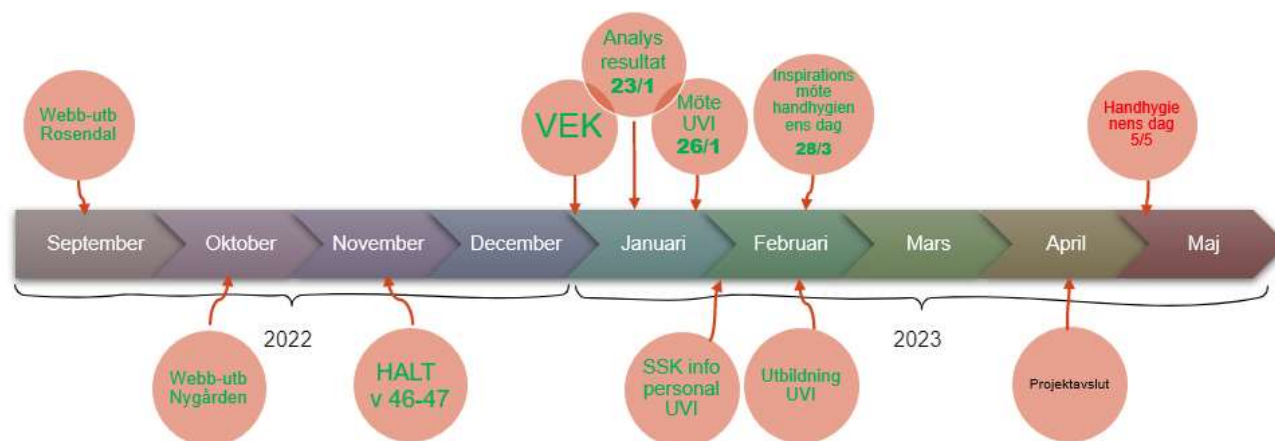 Webb-utb
Rosendal
VEK
Analys
resultat
23/1
Möte
UVI
26/1
Inspirations
möte
handhygien
ens dag
28/3
Handhygie
nens dag
5/5
September
Oktober
November
December
Januari
Februari
Mars
April
Maj
2022
2023
Webb-utb
Nygården
HALT
v 46-47
SSK info
personal
UVI
Utbildning
UVI
Projektavslut